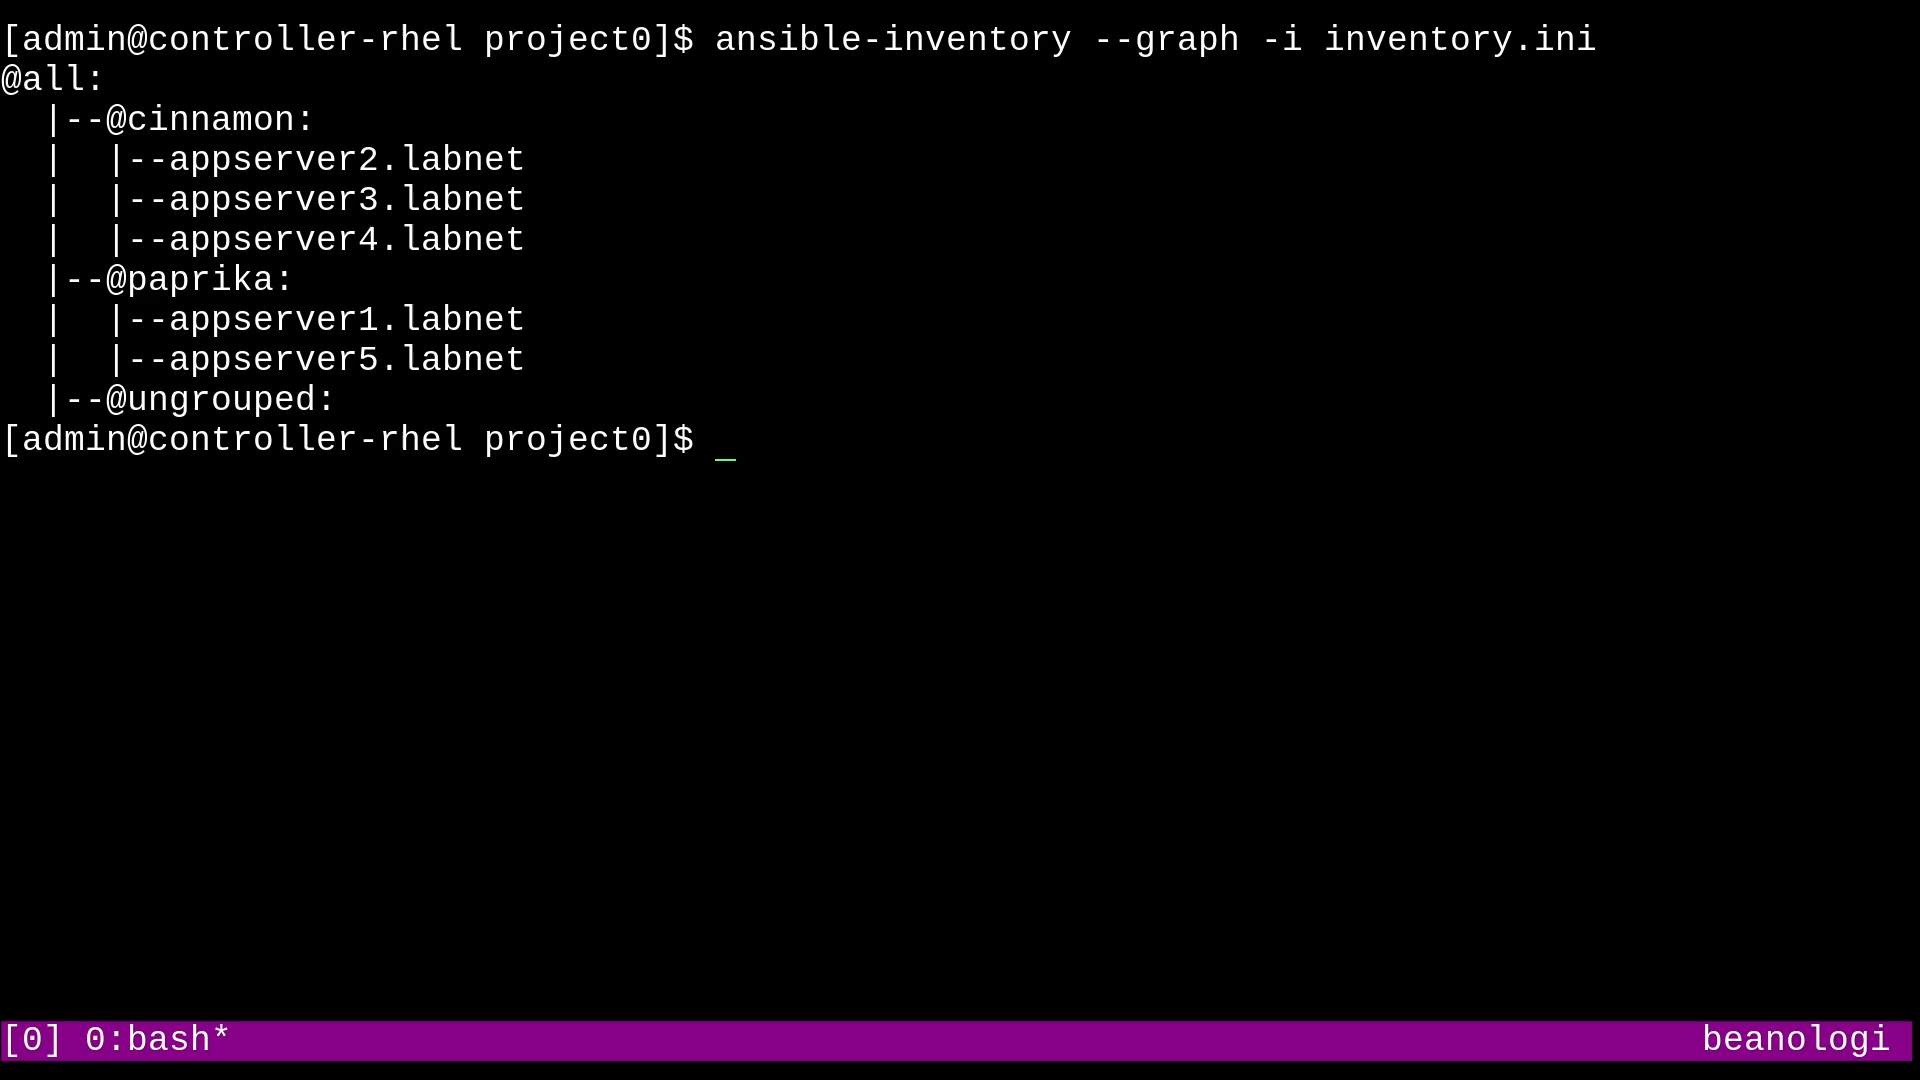 [admin@controller-rhel project0]$ ansible-inventory --graph -i inventory.ini
@all:
  |--@cinnamon:
  |  |--appserver2.labnet
  |  |--appserver3.labnet
  |  |--appserver4.labnet
  |--@paprika:
  |  |--appserver1.labnet
  |  |--appserver5.labnet
  |--@ungrouped:
[admin@controller-rhel project0]$ _
[0] 0:bash* beanologi